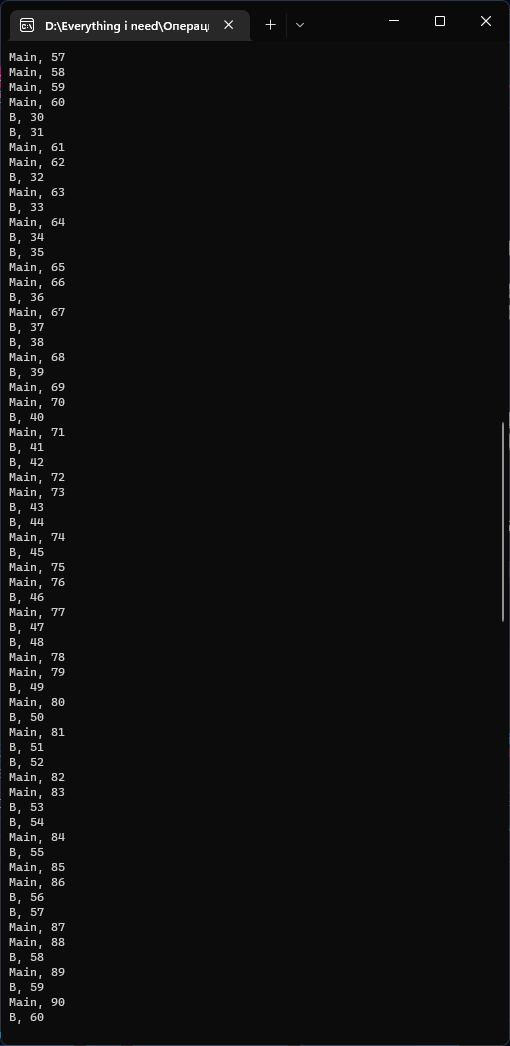 D:\Everything i need\Операц
Main, 57
Main, 58
Main, 59
Main, 60
B, 30
B, 31
Main, 61
Main, 62
B, 32
Main, 63
B, 33
Main, 64
B, 34
B, 35
Main, 65
Main, 66
B, 36
Main, 67
B, 37
B, 38
Main, 68
B, 39
Main, 69
Main, 70
B, 40
Main, 71
B, 41
B, 42
Main, 72
Main, 73
B, 43
B, 44
Main, 74
B, 45
Main, 75
Main, 76
B, 46
Main, 77
B, 47
B, 48
Main, 78
Main, 79
B, 49
Main, 80
B, 50
Main, 81
B, 51
B, 52
Main, 82
Main, 83
B, 53
B, 54
Main, 84
B, 55
Main, 85
Main, 86
B, 56
B, 57
Main, 87
Main, 88
B, 58
Main, 89
B, 59
Main, 90
B, 60